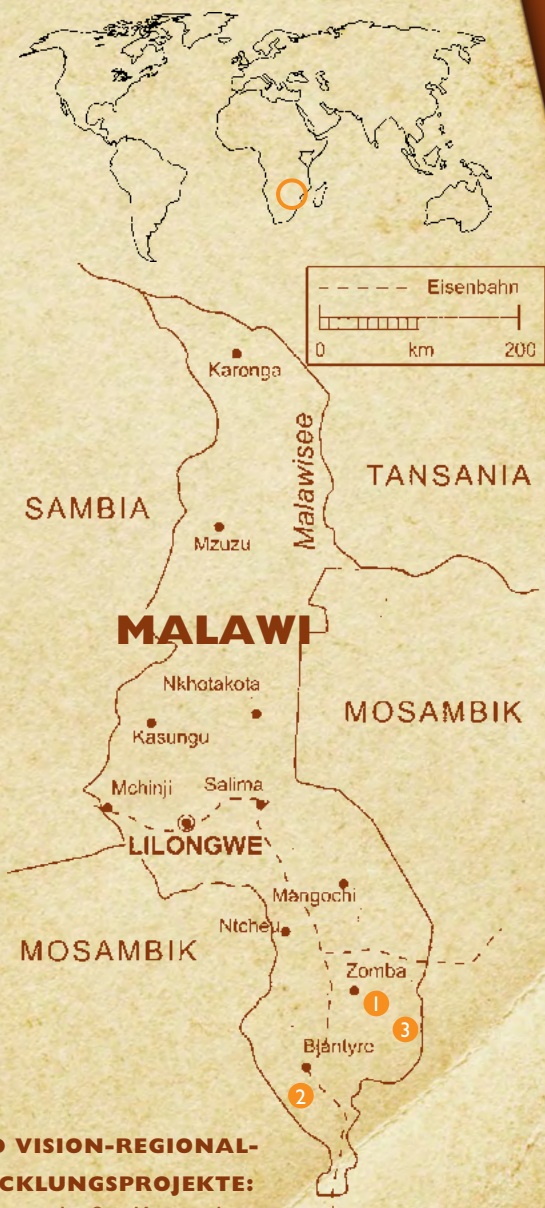 Eisenbahn
0 km 200
Karonga
Malawisee
TANSANIA
SAMBIA
Mzuzu
MALAWI
Nkhotakota
MOSAMBIK
Kasungu
Mchinji Salima
LILONGWE
Mangochi
Ntcheu
MOSAMBIK
Zomba
1
3
Blantyre
2
VISION-REGIONAL-
CKLUNGSPROJEKTE: